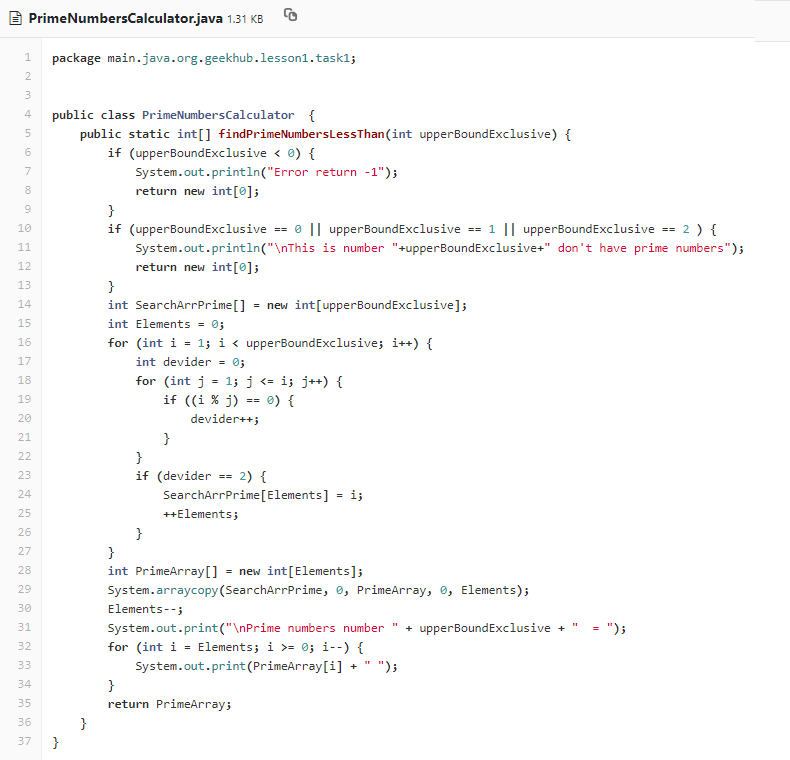 PrimeNumbersCalculator.java 1.31 KB
1 package main.java.org.geekhub.lesson1.task1;
2
3
4 public class PrimeNumbersCalculator  {
5     public static int[] findPrimeNumbersLessThan(int upperBoundExclusive) {
6         if (upperBoundExclusive < 0) {
7             System.out.println("Error return -1");
8             return new int[0];
9         }
10         if (upperBoundExclusive == 0 || upperBoundExclusive == 1 || upperBoundExclusive == 2 ) {
11             System.out.println("\nThis is number "+upperBoundExclusive+" don't have prime numbers");
12             return new int[0];
13         }
14         int SearchArrPrime[] = new int[upperBoundExclusive];
15         int Elements = 0;
16         for (int i = 1; i < upperBoundExclusive; i++) {
17             int devider = 0;
18             for (int j = 1; j <= i; j++) {
19                 if ((i % j) == 0) {
20                     devider++;
21                 }
22             }
23             if (devider == 2) {
24                 SearchArrPrime[Elements] = i;
25                 ++Elements;
26             }
27         }
28         int PrimeArray[] = new int[Elements];
29         System.arraycopy(SearchArrPrime, 0, PrimeArray, 0, Elements);
30         Elements--;
31         System.out.print("\nPrime numbers number " + upperBoundExclusive + "  = ");
32         for (int i = Elements; i >= 0; i--) {
33             System.out.print(PrimeArray[i] + " ");
34         }
35         return PrimeArray;
36     }
37 }